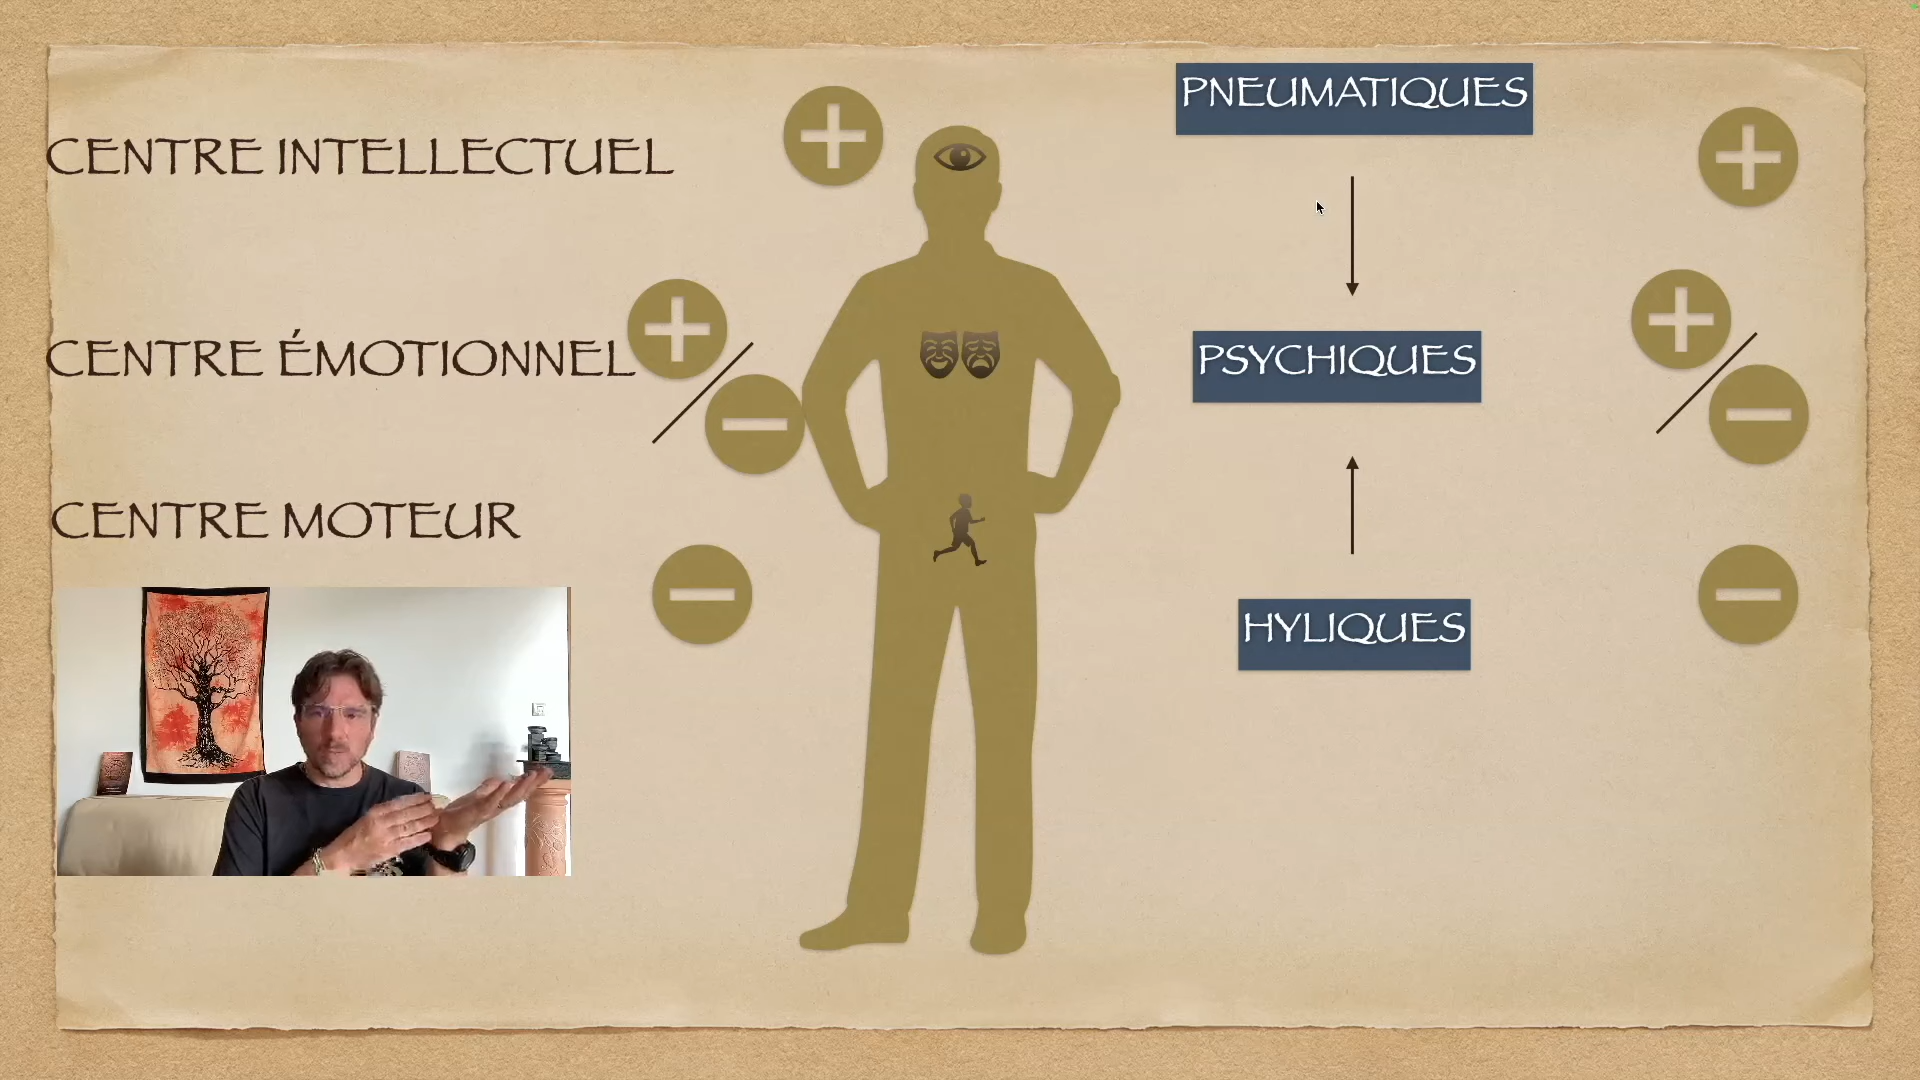 CENTRE INTELLECTUEL
CENTRE ÉMOTIONNEL
CENTRE MOTEUR
PNEUMATIQUES
PSYCHIQUES
HYLIQUES